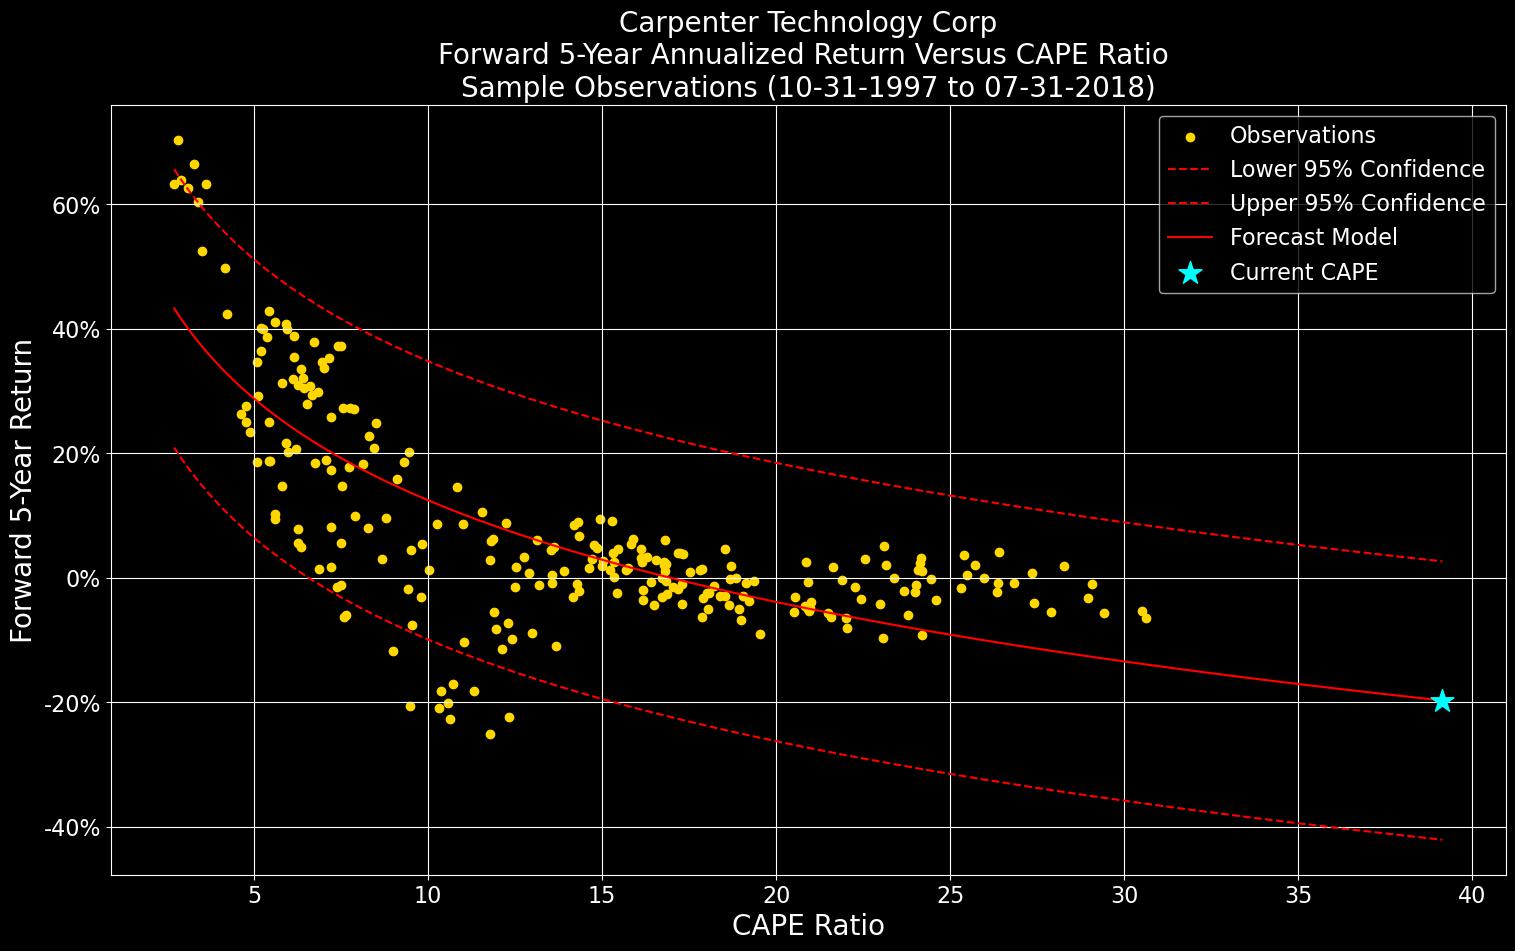 Carpenter Technology Corp
Forward 5-Year Annualized Return Versus CAPE Ratio
Sample Observations (10-31-1997 to 07-31-2018)
Observations
Lower 95% Confidence
Upper 95% Confidence
Forecast Model
Current CAPE
Forward 5-Year Return
60%
40%
20%
0%
-20%
-40%
5 10 15 20 25 30 35 40
CAPE Ratio